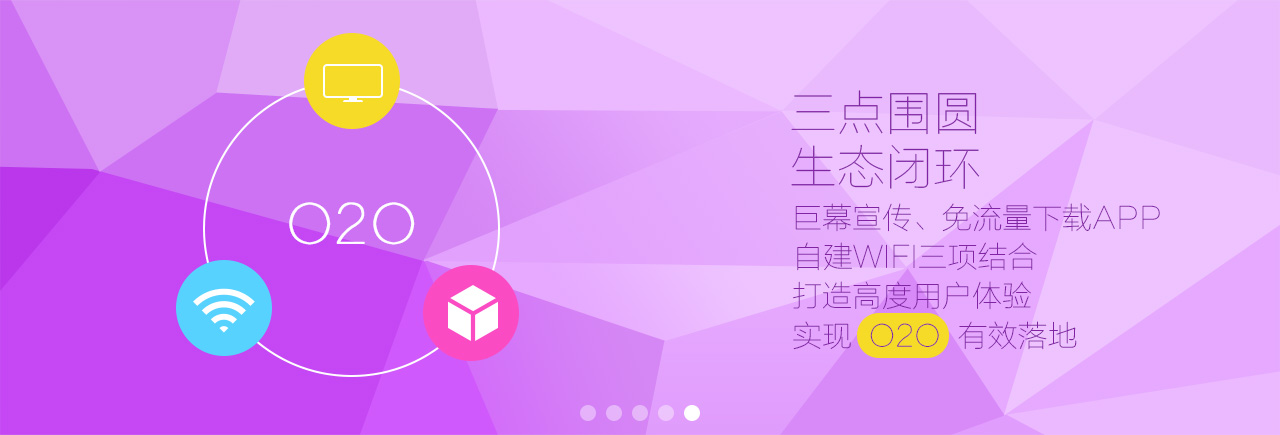 O2O
三点围圆
生态闭环
巨幕宣传、免流量下载APP
自建WIFI三项结合
打造高度用户体验
实现 O2O 有效落地